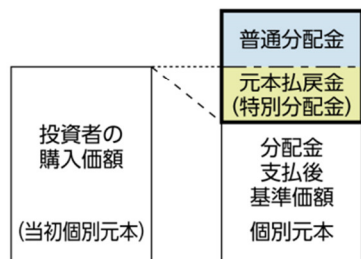 普通分配金
元本払戻金
(特別分配金)
投資者の
購入価額
(当初個別元本)
分配金
支払後
基準価額
個別元本